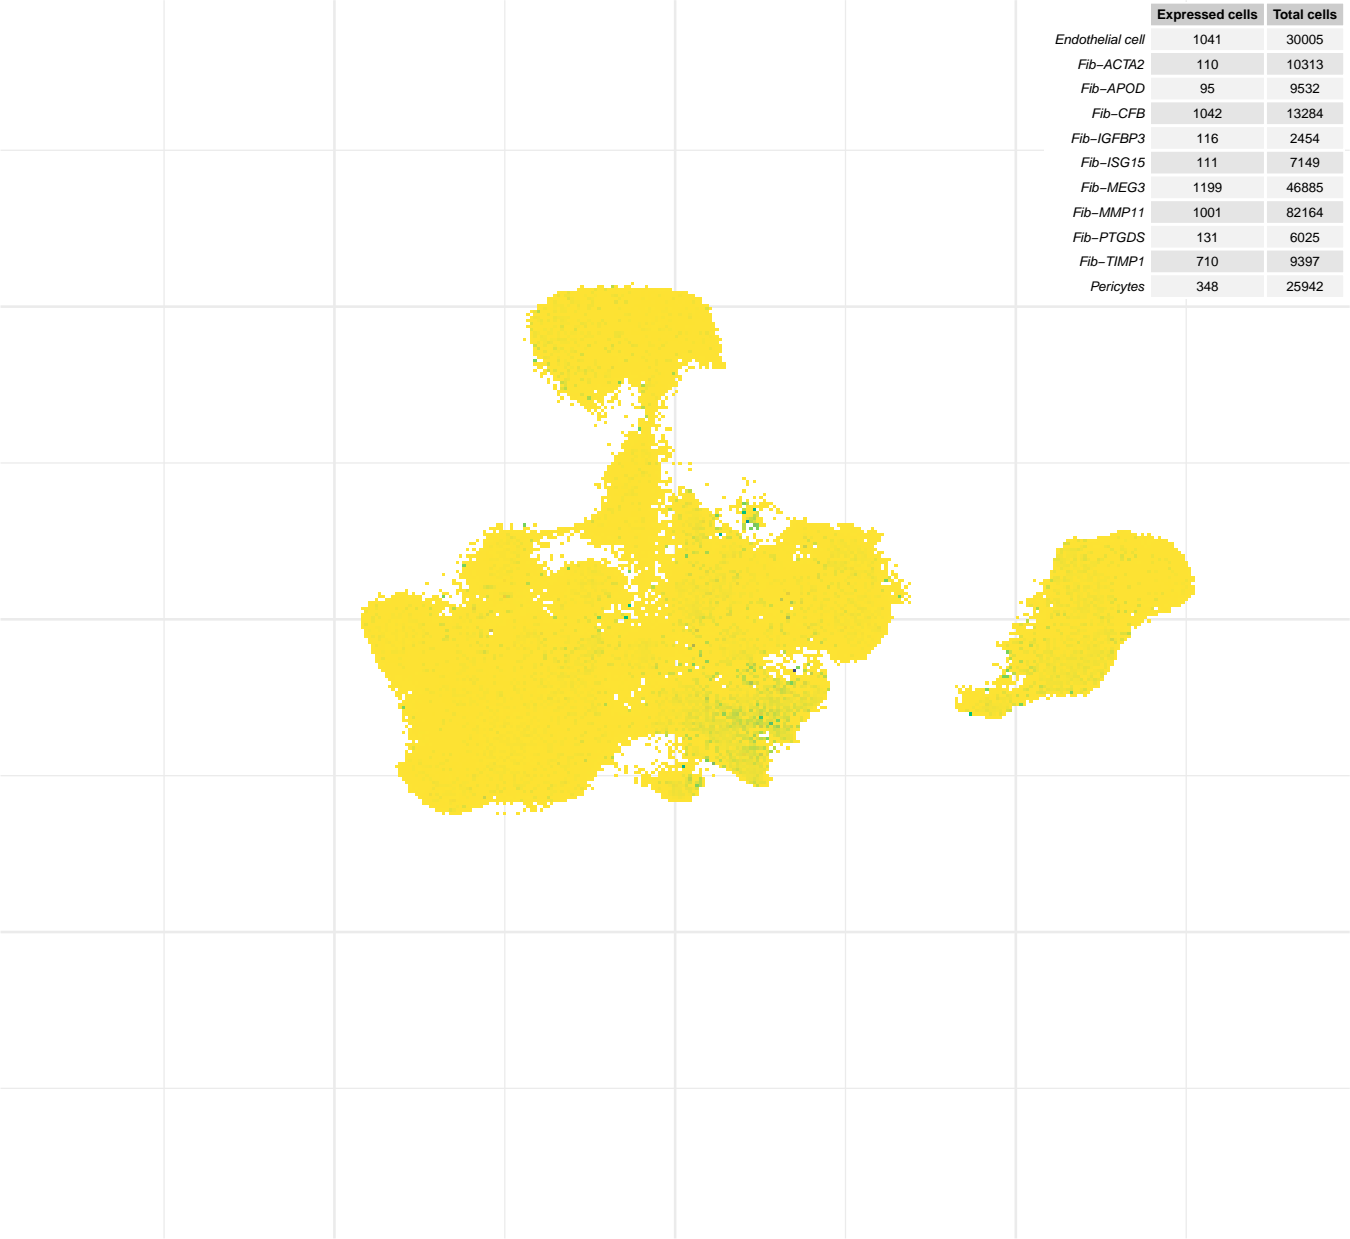 Expressed cells Total cells
Endothelial cell 1041 30005
Fib−ACTA2 110 10313
Fib−APOD 95 9532
Fib−CFB 1042 13284
Fib−IGFBP3 116 2454
Fib−ISG15 111 7149
Fib−MEG3 1199 46885
Fib−MMP11 1001 82164
Fib−PTGDS 131 6025
Fib−TIMP1 710 9397
Pericytes 348 25942